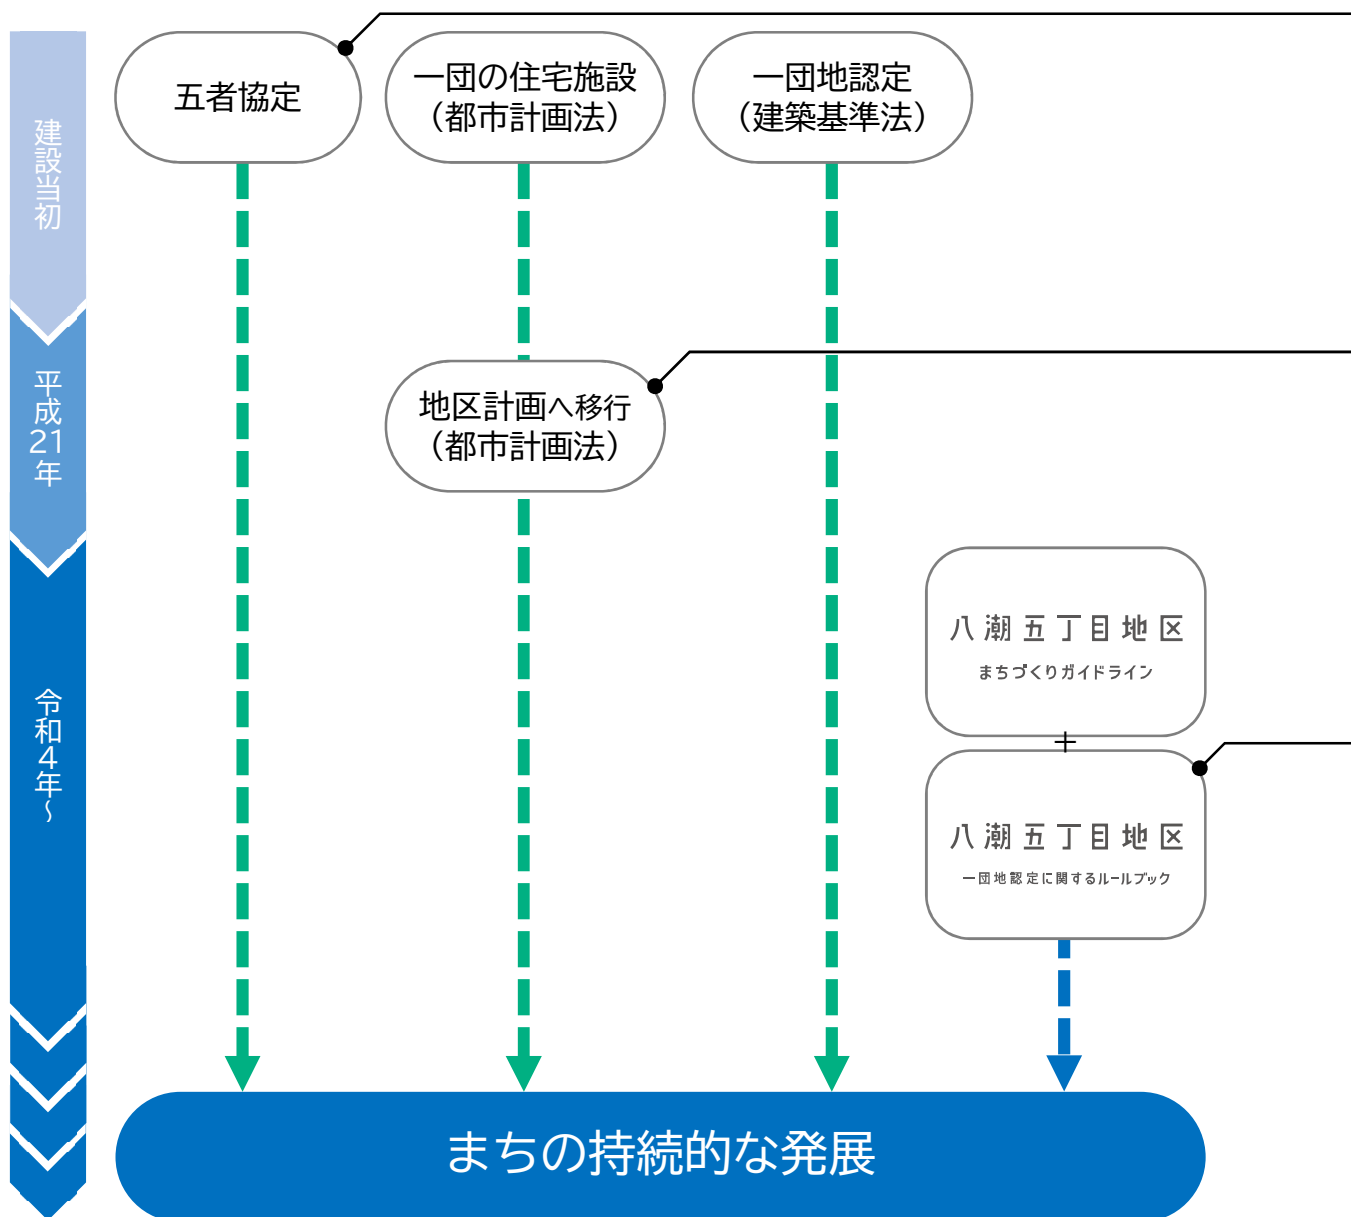 建設当初
五者協定
一団の住宅施設
（都市計画法）
一団地認定
（建築基準法）
平成21年
地区計画へ移行
（都市計画法）
令和4年～
八潮五丁目地区
まちづくりガイドライン
＋
八潮五丁目地区
一団地認定に関するルールブック
まちの持続的な発展